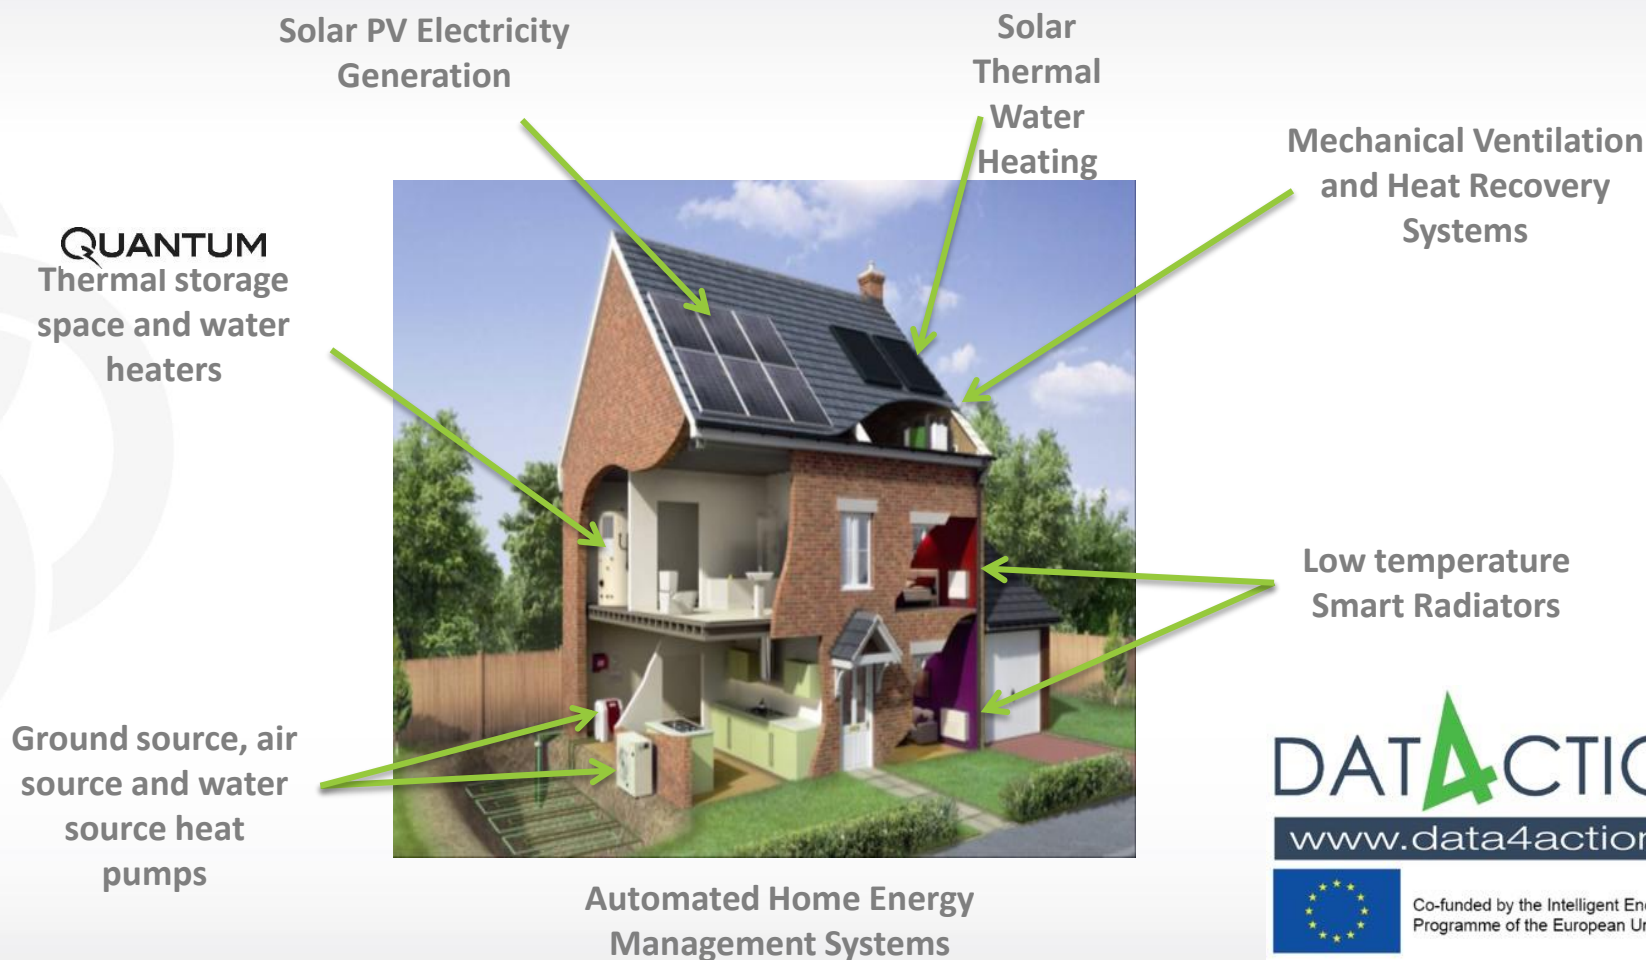 Solar PV Electricity
Generation
Solar
Thermal
Water
Heating
Mechanical Ventilation
and Heat Recovery
Systems
QUANTUM
Thermal storage
space and water
heaters
Low temperature
Smart Radiators
Ground source, air
source and water
source heat
pumps
Automated Home Energy
Management Systems
DAT4CTIO
www.data4action
Co-funded by the Intelligent
Programme of the European